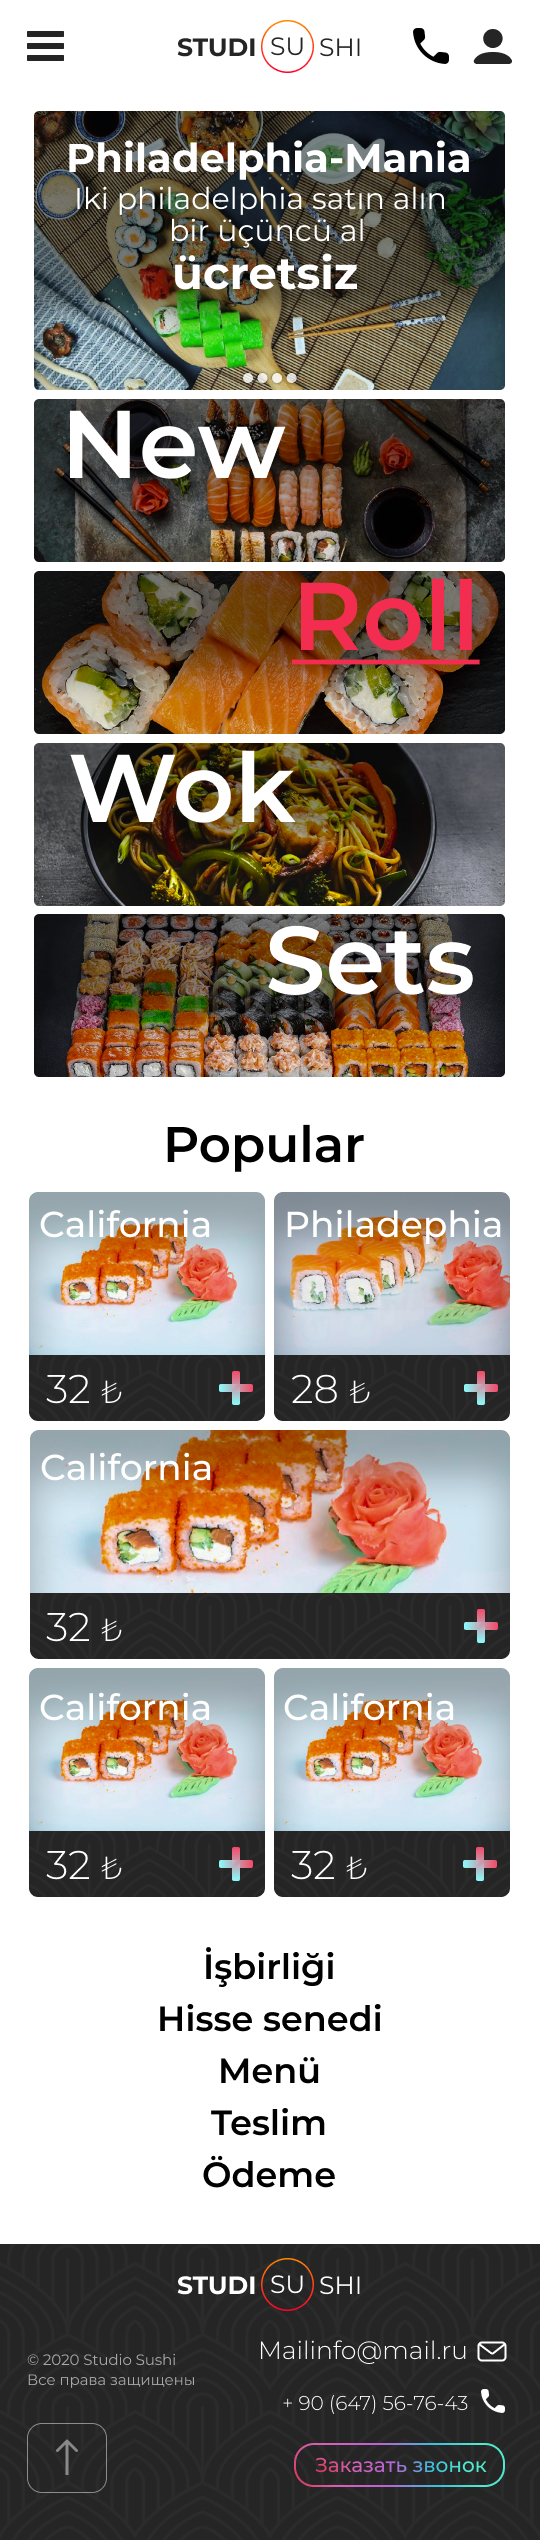 STUDI SU SHI
Philadelphia-Mania
Iki philadelphia satın alın
bir üçüncü al
ücretsiz
New
Roll
Wok
Sets
Popular
California
Philadephia
32 ₺
28 ₺
California
32 ₺
California
California
32 ₺
32 ₺
İşbirliği
Hisse senedi
Menü
Teslim
Ödeme
STUDI SU SHI
Mailinfo@mail.ru
© 2020 Studio Sushi
Все права защищены
+ 90 (647) 56-76-43
Заказать звонок